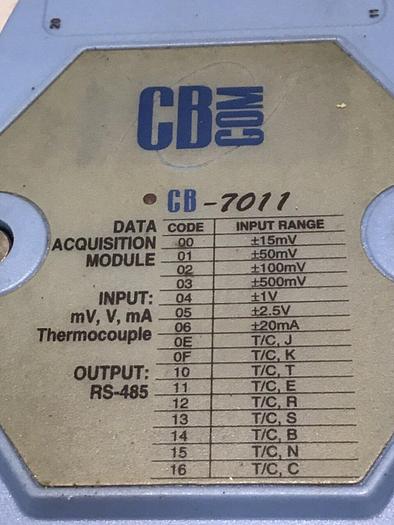 20
11
CB COM
CB-7011
DATA ACQUISITION MODULE
INPUT:
mV, V, mA
Thermocouple
OUTPUT:
RS-485
CODE INPUT RANGE
00 ±15mV
01 ±50mV
02 ±100mV
03 ±500mV
04 ±1V
05 ±2.5V
06 ±20mA
0E T/C, J
0F T/C, K
10 T/C, T
11 T/C, E
12 T/C, R
13 T/C, S
14 T/C, B
15 T/C, N
16 T/C, C